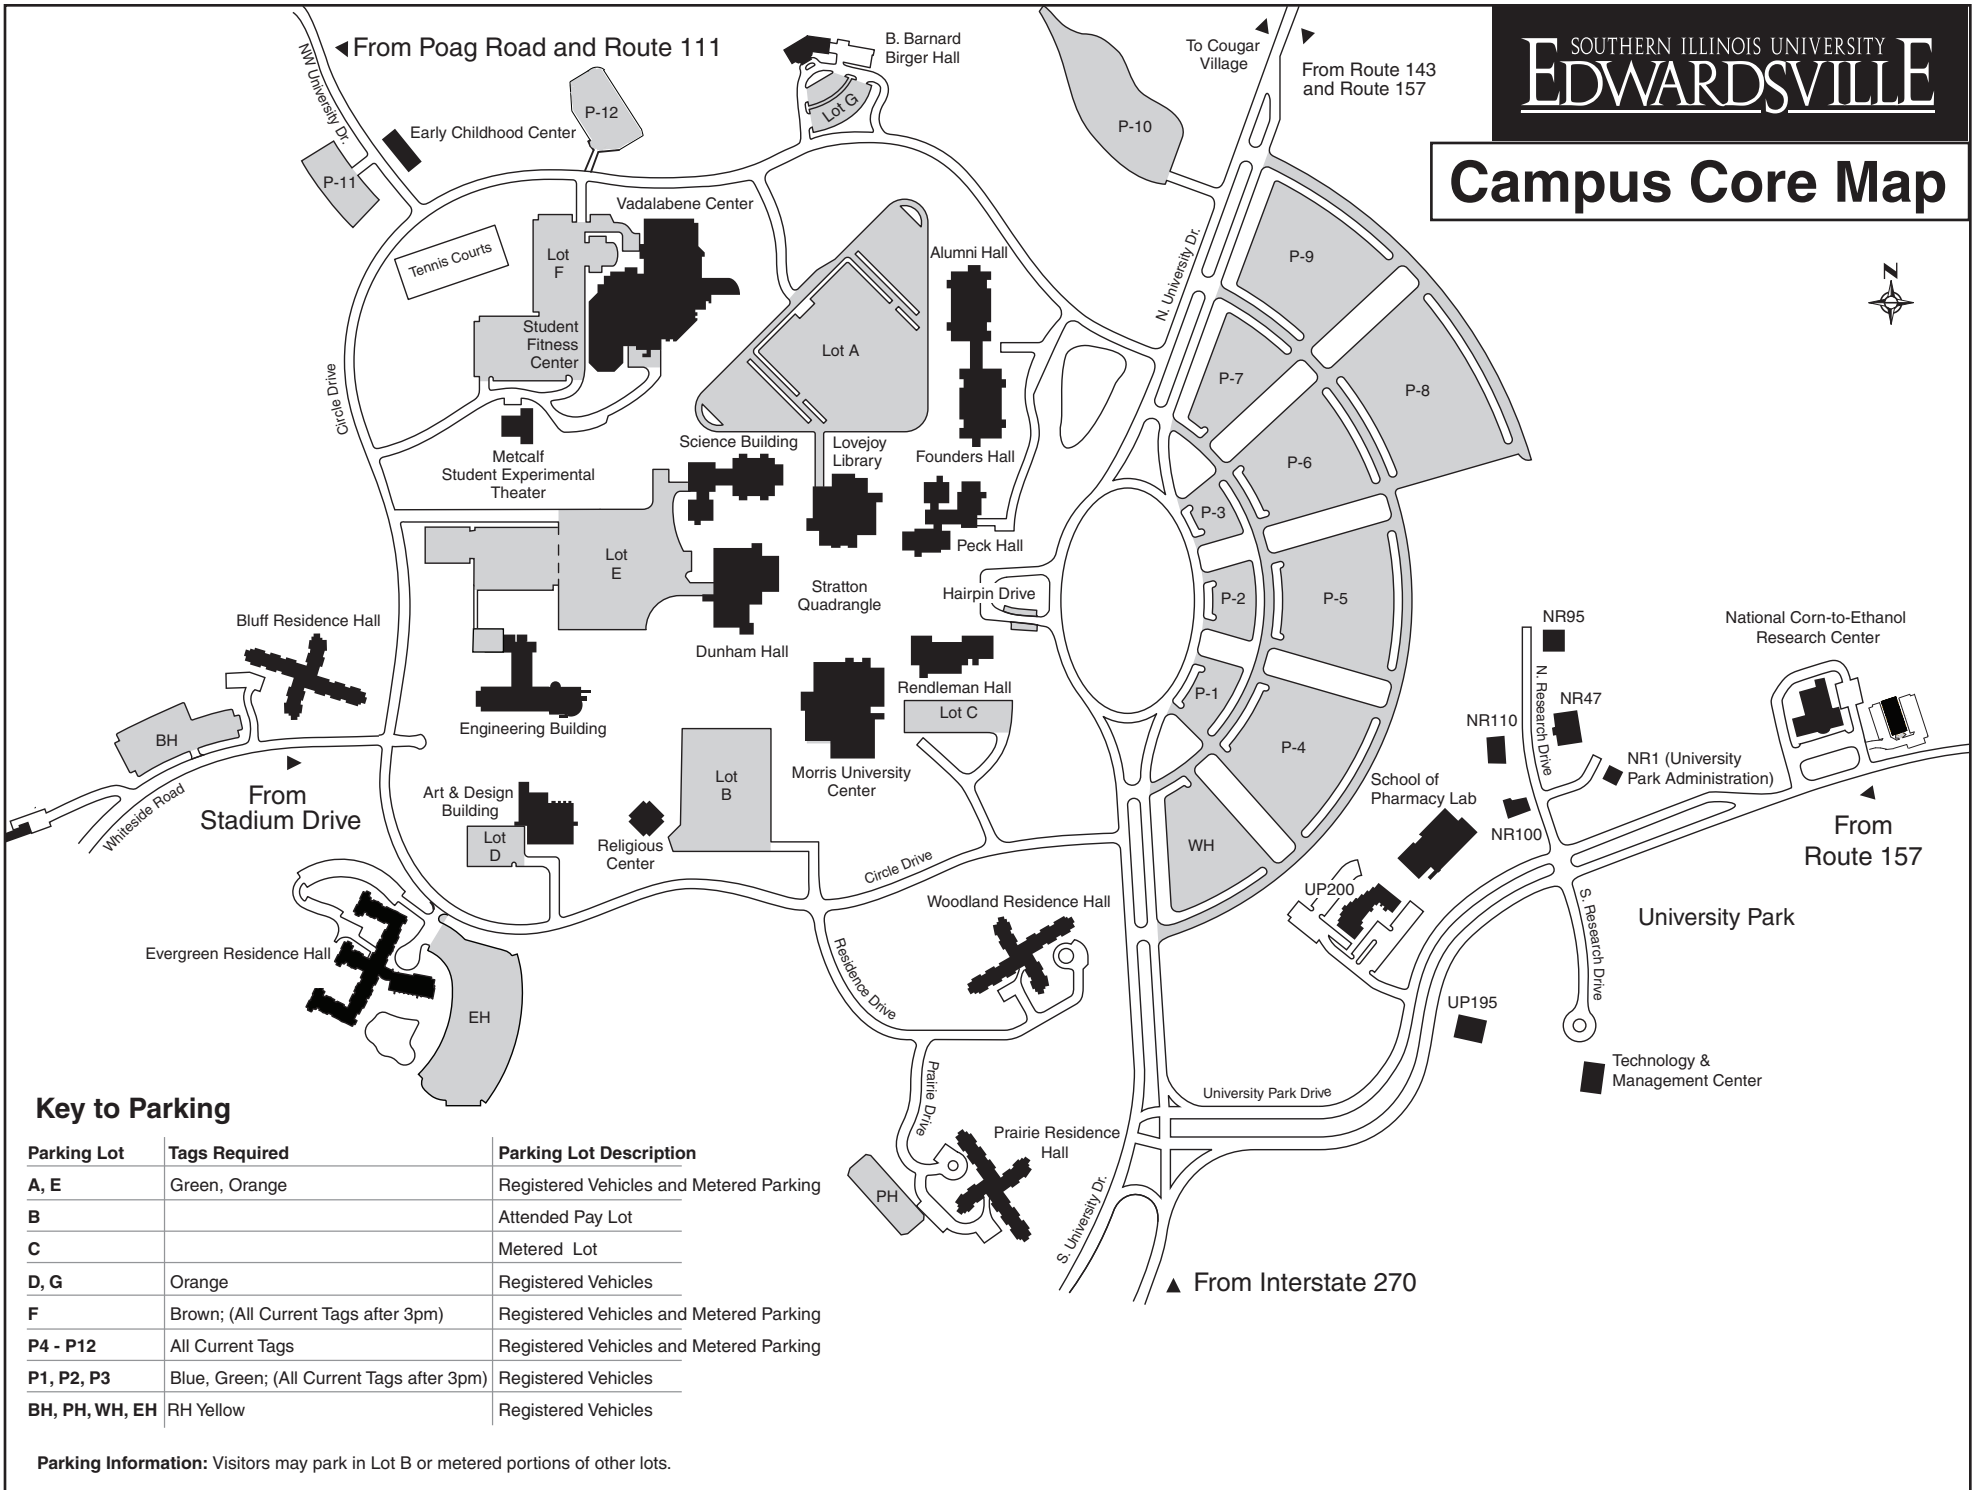 SOUTHERN ILLINOIS UNIVERSITY
EDWARDSVILLE
Campus Core Map
From Poag Road and Route 111
NW University Dr.
P-12
Early Childhood Center
P-11
B. Barnard
Birger Hall
Lot G
P-10
To Cougar
Village
From Route 143
and Route 157
N
Vadalabene Center
Tennis Courts
Lot
F
Student
Fitness
Center
Circle Drive
Lot A
Alumni Hall
N. University Dr.
P-9
P-8
P-7
P-6
P-3
P-2
P-5
P-1
P-4
WH
Metcalf
Student Experimental
Theater
Science Building
Lovejoy
Library
Founders Hall
Peck Hall
Lot
E
Stratton
Quadrangle
Hairpin Drive
Dunham Hall
Rendleman Hall
Lot C
Bluff Residence Hall
BH
Engineering Building
Lot
B
Morris University
Center
From
Stadium Drive
Whiteside Road
Art & Design
Building
Lot
D
Religious
Center
Circle Drive
NR95
National Corn-to-Ethanol
Research Center
N. Research Drive
NR47
NR110
NR1 (University
Park Administration)
School of
Pharmacy Lab
NR100
From
Route 157
UP200
S. Research Drive
University Park
Woodland Residence Hall
Evergreen Residence Hall
EH
Residence Drive
UP195
Technology &
Management Center
Prairie Drive
University Park Drive
Prairie Residence
Hall
PH
S. University Dr.
From Interstate 270
Key to Parking
Parking Lot Tags Required Parking Lot Description
A, E Green, Orange Registered Vehicles and Metered Parking
B Attended Pay Lot
C Metered Lot
D, G Orange Registered Vehicles
F Brown; (All Current Tags after 3pm) Registered Vehicles and Metered Parking
P4 - P12 All Current Tags Registered Vehicles and Metered Parking
P1, P2, P3 Blue, Green; (All Current Tags after 3pm) Registered Vehicles
BH, PH, WH, EH RH Yellow Registered Vehicles
Parking Information: Visitors may park in Lot B or metered portions of other lots.